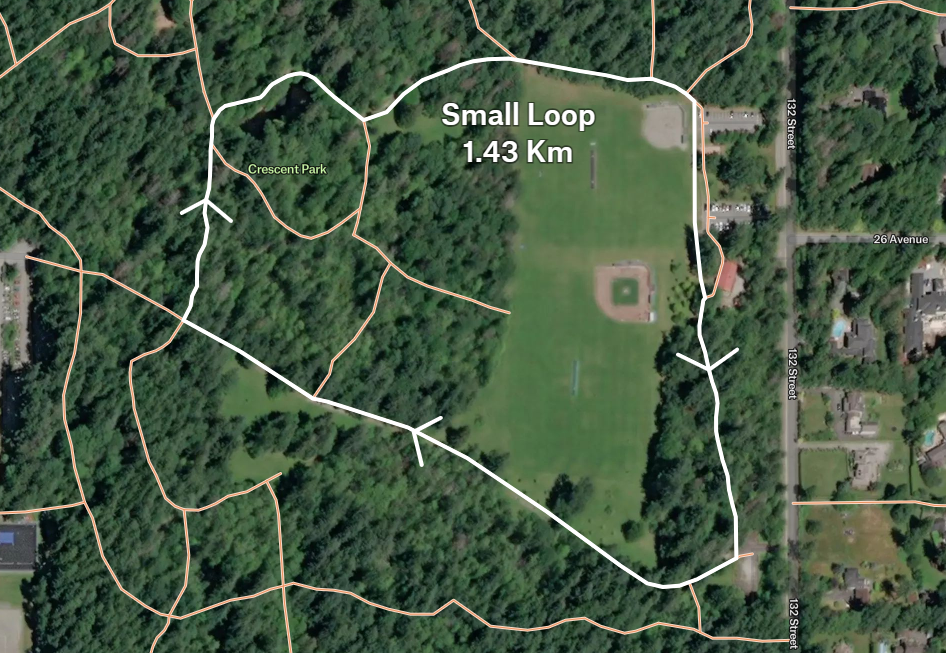 Small Loop
1.43 Km
Crescent Park
132 Street
26 Avenue
132 Street
132 Street